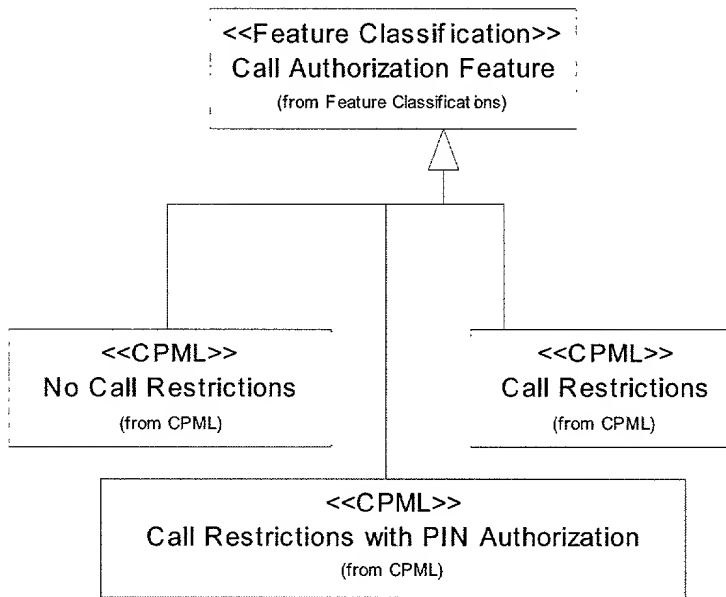 <<Feature Classification>>
Call Authorization Feature
(from Feature Classifications)
<<CPML>>
No Call Restrictions
(from CPML)
<<CPML>>
Call Restrictions
(from CPML)
<<CPML>>
Call Restrictions with PIN Authorization
(from CPML)